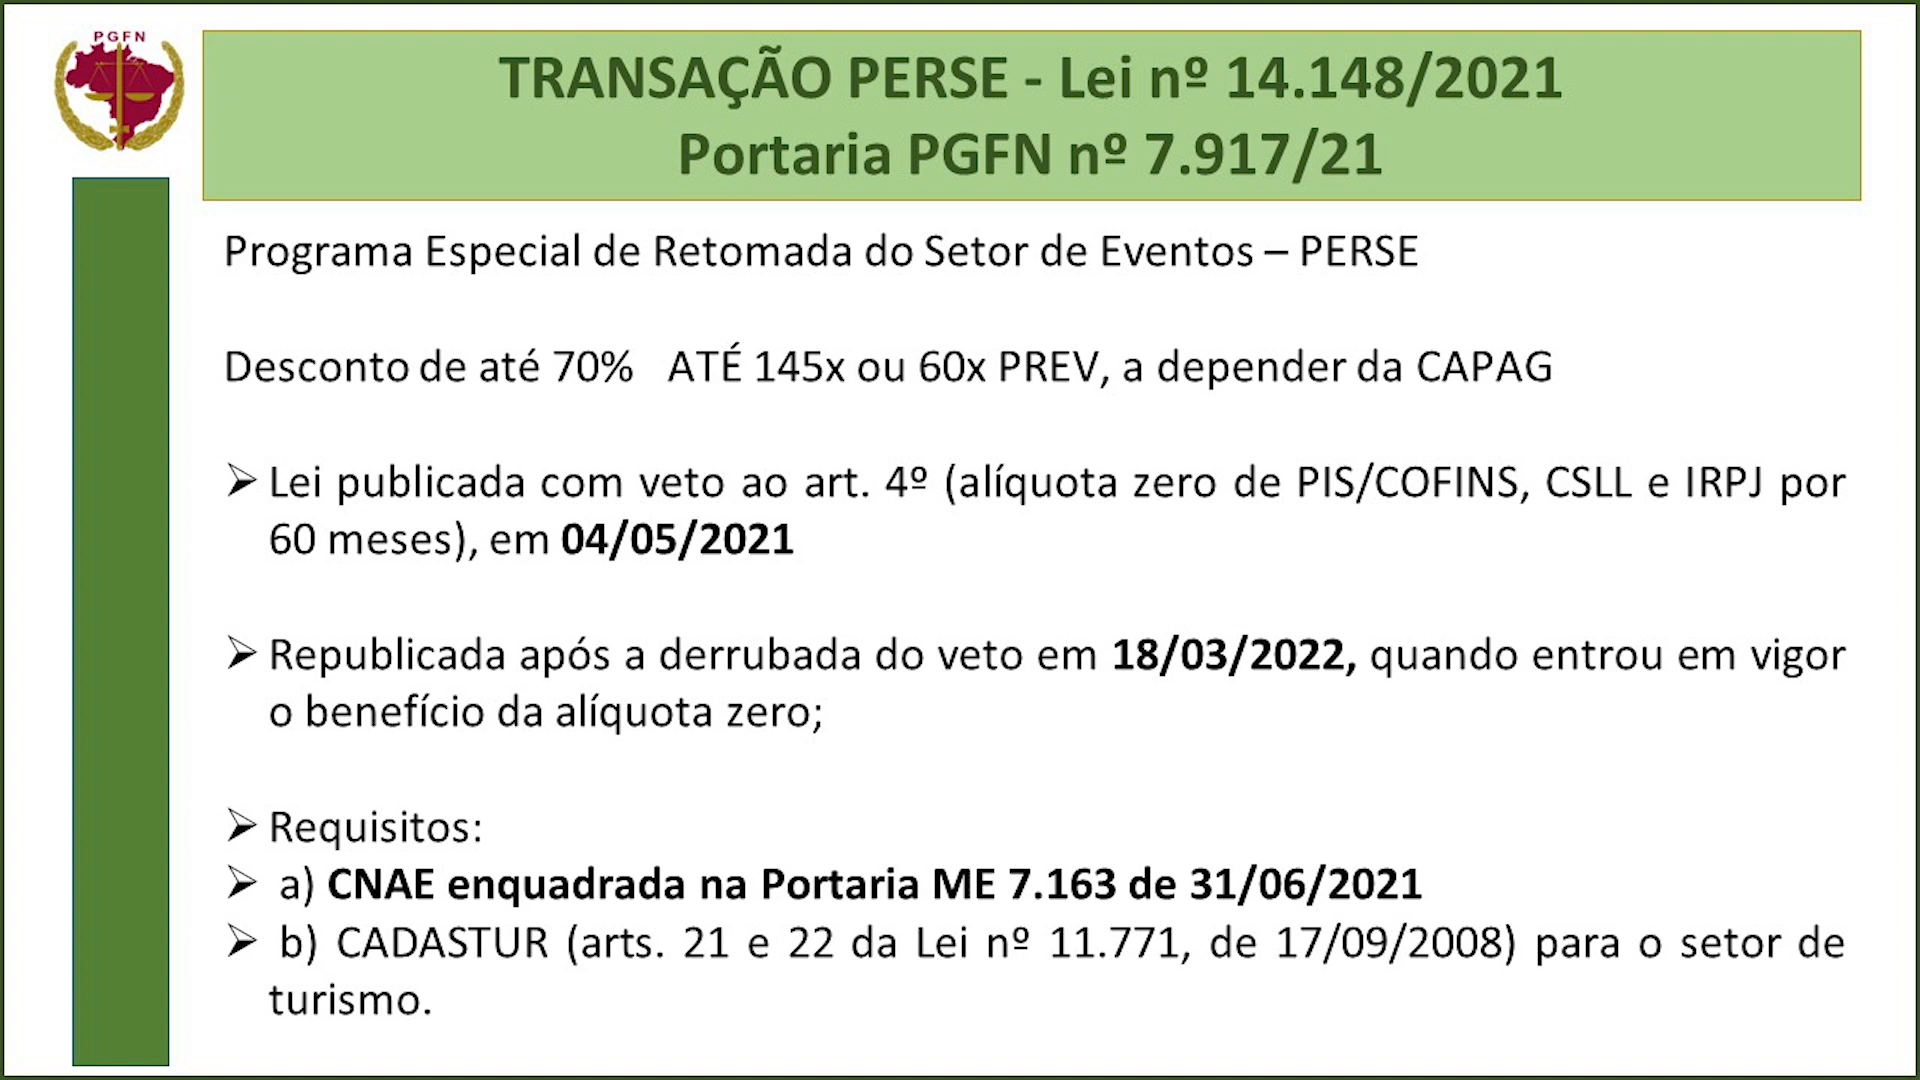 PGFN
TRANSAÇÃO PERSE - Lei nº 14.148/2021
Portaria PGFN nº 7.917/21
Programa Especial de Retomada do Setor de Eventos – PERSE
Desconto de até 70%   ATÉ 145x ou 60x PREV, a depender da CAPAG
➢ Lei publicada com veto ao art. 4º (alíquota zero de PIS/COFINS, CSLL e IRPJ por
60 meses), em 04/05/2021
➢ Republicada após a derrubada do veto em 18/03/2022, quando entrou em vigor
o benefício da alíquota zero;
➢ Requisitos:
➢ a) CNAE enquadrada na Portaria ME 7.163 de 31/06/2021
➢ b) CADASTUR (arts. 21 e 22 da Lei nº 11.771, de 17/09/2008) para o setor de
turismo.